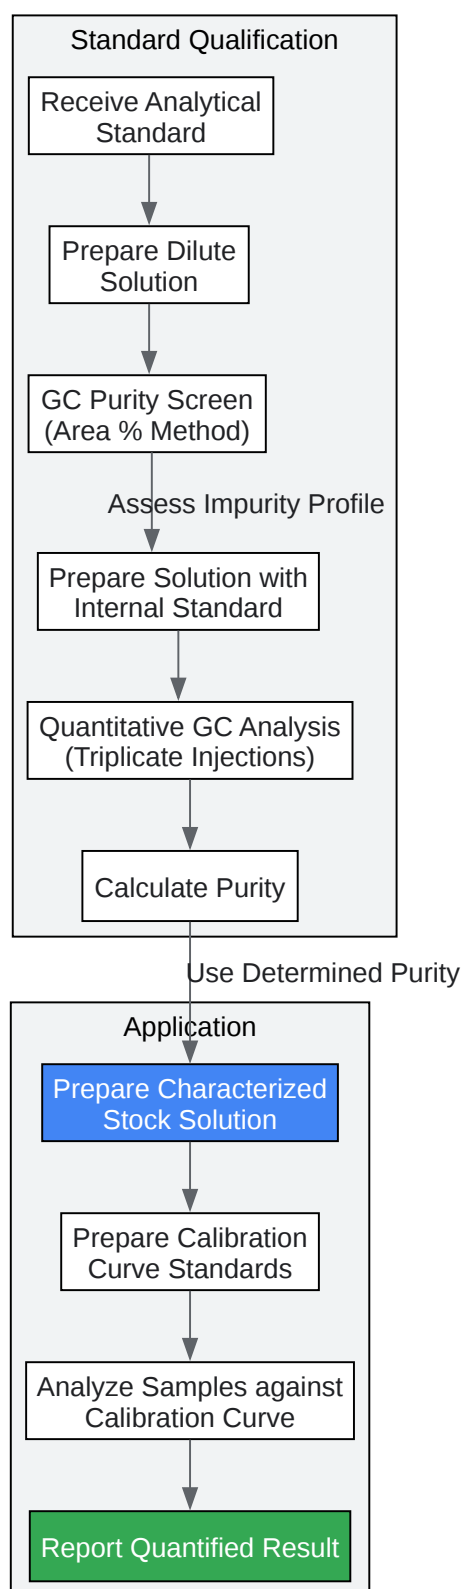 Standard Qualification
Receive Analytical
Standard
Prepare Dilute
Solution
GC Purity Screen
(Area % Method)
Assess Impurity Profile
Prepare Solution with
Internal Standard
Quantitative GC Analysis
(Triplicate Injections)
Calculate Purity
Use Determined Purity
Application
Prepare Characterized
Stock Solution
Prepare Calibration
Curve Standards
Analyze Samples against
Calibration Curve
Report Quantified Result